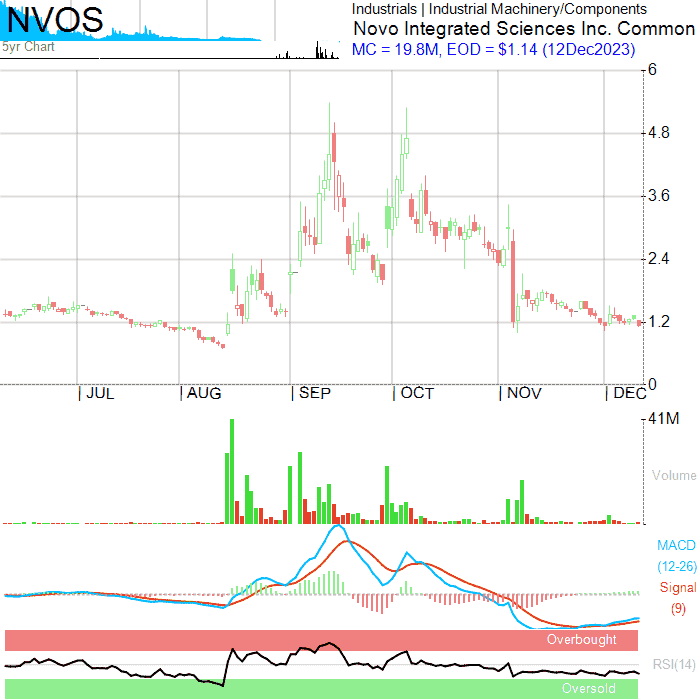 NVOS
5yr Chart
Industrials | Industrial Machinery/Components
Novo Integrated Sciences Inc. Common
MC = 19.8M, EOD = $1.14 (12Dec2023)
6
4.8
3.6
2.4
1.2
0
JUL AUG SEP OCT NOV DEC
41M
Volume
MACD
(12-26)
Signal
(9)
Overbought
RSI(14)
Oversold